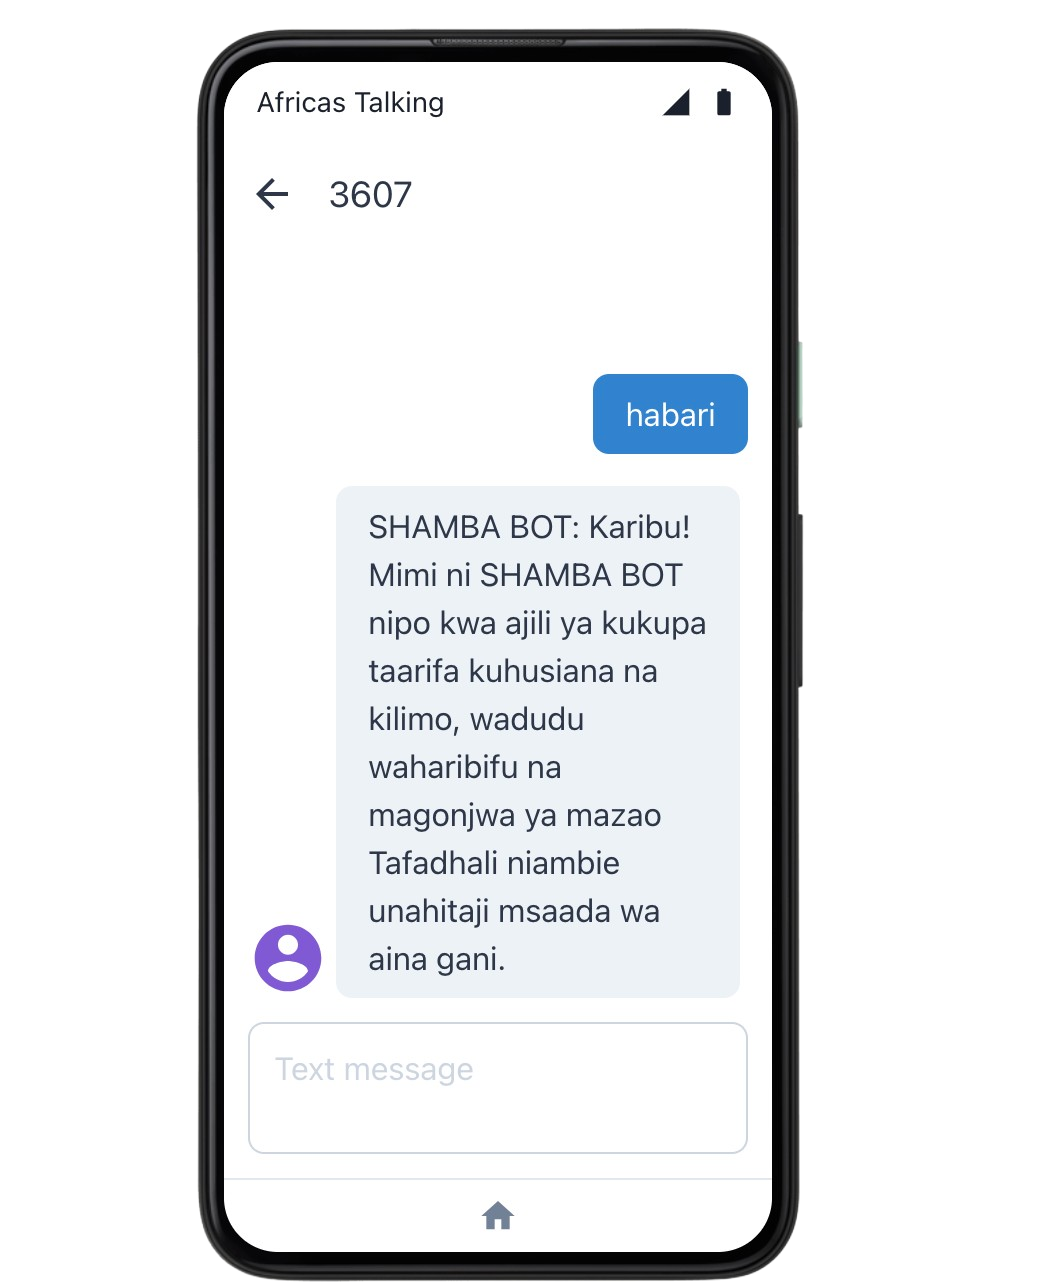 Africas Talking
3607
habari
SHAMBA BOT: Karibu!
Mimi ni SHAMBA BOT
nipo kwa ajili ya kukupa
taarifa kuhusiana na
kilimo, wadudu
waharibifu na
magonjwa ya mazao
Tafadhali niambie
unahitaji msaada wa
aina gani.
Text message